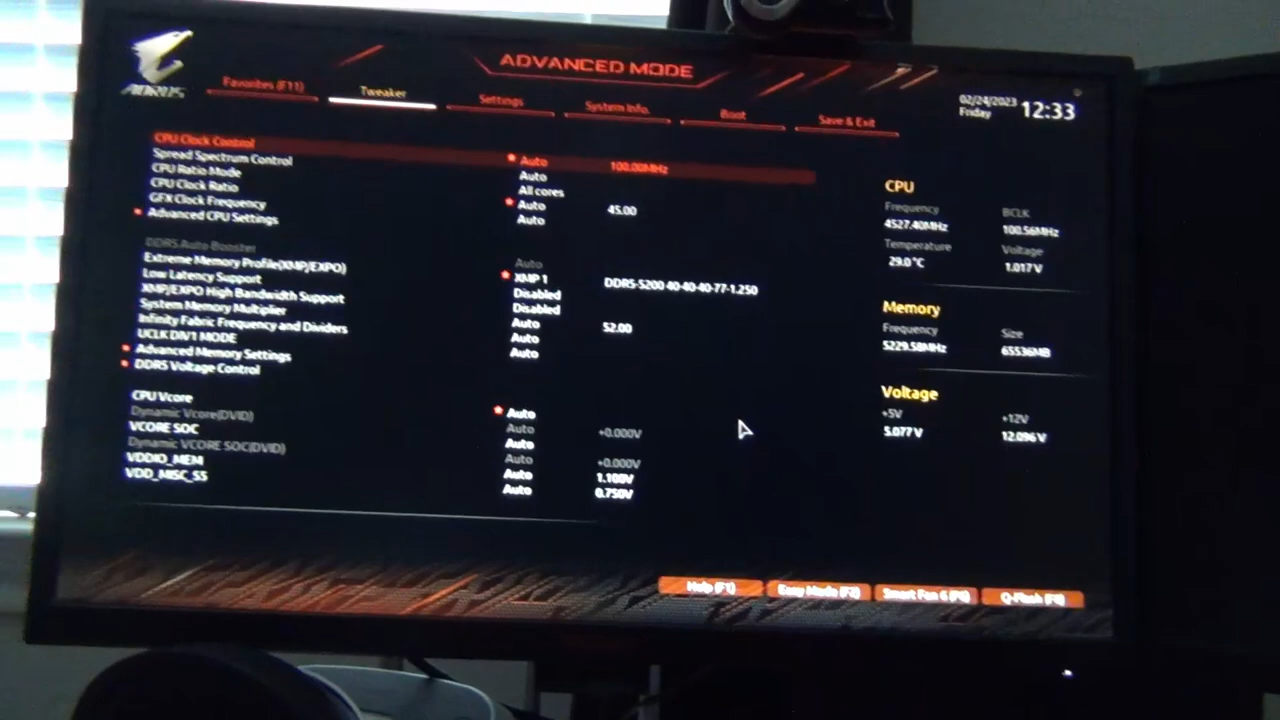 ADVANCED MODE
AORUS
Favorites (F11)
Tweaker
Settings
System Info.
Boot
Save & Exit
02/24/2023
Friday
12:33
CPU Clock Control Auto 100.00MHz
Spread Spectrum Control Auto
CPU Ratio Mode All cores
CPU Clock Ratio Auto 45.00
GFX Clock Frequency Auto
Advanced CPU Settings
DDR5 Auto Booster Auto
Extreme Memory Profile(XMP/EXPO) XMP 1 DDR5-5200 40-40-40-77-1.250
Low Latency Support Disabled
XMP/EXPO High Bandwidth Support Disabled
System Memory Multiplier Auto 52.00
Infinity Fabric Frequency and Dividers Auto
UCLK DIV1 MODE Auto
Advanced Memory Settings
DDR5 Voltage Control
CPU Vcore Auto
Dynamic Vcore(DVID) Auto +0.000V
VCORE SOC Auto
Dynamic VCORE SOC(DVID) Auto +0.000V
VDDIO_MEM Auto 1.100V
VDD_MISC_S5 Auto 0.750V
CPU
Frequency BCLK
4527.40MHz 100.56MHz
Temperature Voltage
29.0 °C 1.017 V
Memory
Frequency Size
5229.58MHz 65536MB
Voltage
+5V +12V
5.077 V 12.096 V
Help (F1)
Easy Mode (F2)
Smart Fan 6 (F6)
Q-Flash (F8)